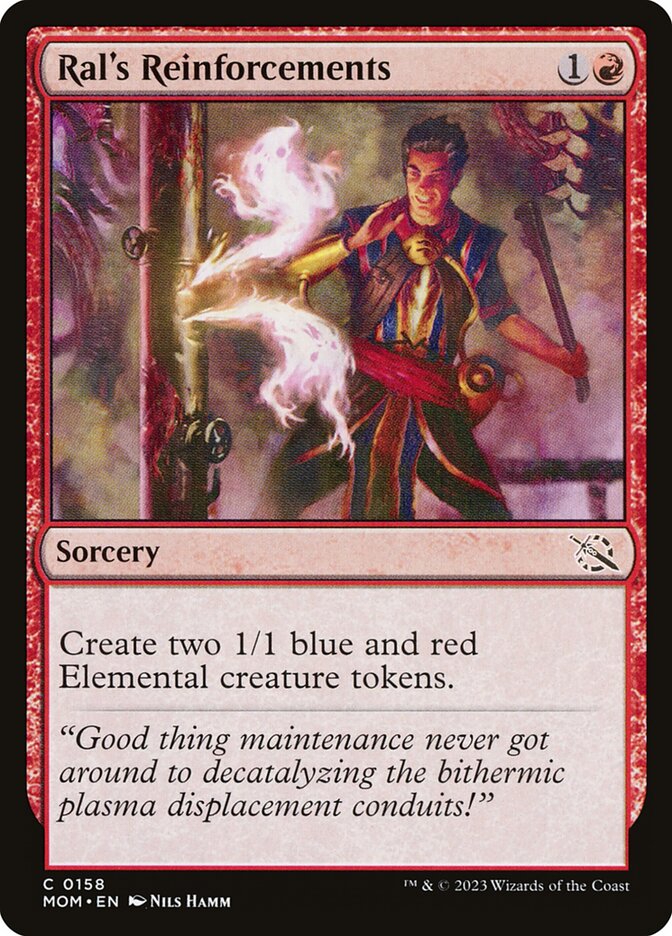 Ral's Reinforcements 1
Sorcery
Create two 1/1 blue and red
Elemental creature tokens.
“Good thing maintenance never got
around to decatalyzing the bithermic
plasma displacement conduits!”
C 0158
MOM • EN Nils Hamm
™ & © 2023 Wizards of the Coast